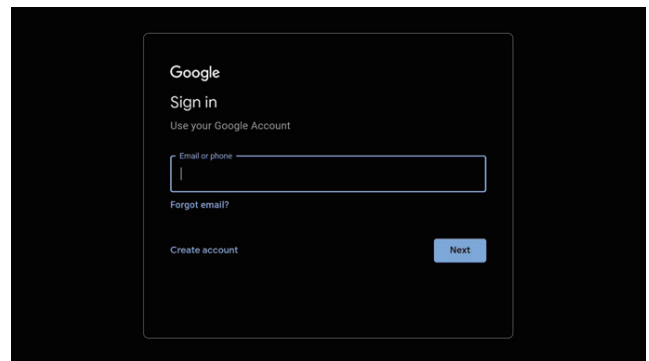 Google
Sign in
Use your Google Account
Email or phone
Forgot email?
Create account
Next